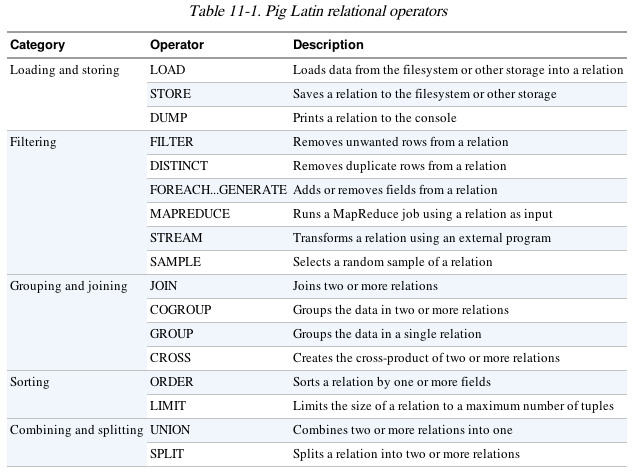 Table 11-1. Pig Latin relational operators
Category Operator Description
Loading and storing LOAD Loads data from the filesystem or other storage into a relation
STORE Saves a relation to the filesystem or other storage
DUMP Prints a relation to the console
Filtering FILTER Removes unwanted rows from a relation
DISTINCT Removes duplicate rows from a relation
FOREACH...GENERATE Adds or removes fields from a relation
MAPREDUCE Runs a MapReduce job using a relation as input
STREAM Transforms a relation using an external program
SAMPLE Selects a random sample of a relation
Grouping and joining JOIN Joins two or more relations
COGROUP Groups the data in two or more relations
GROUP Groups the data in a single relation
CROSS Creates the cross-product of two or more relations
Sorting ORDER Sorts a relation by one or more fields
LIMIT Limits the size of a relation to a maximum number of tuples
Combining and splitting UNION Combines two or more relations into one
SPLIT Splits a relation into two or more relations